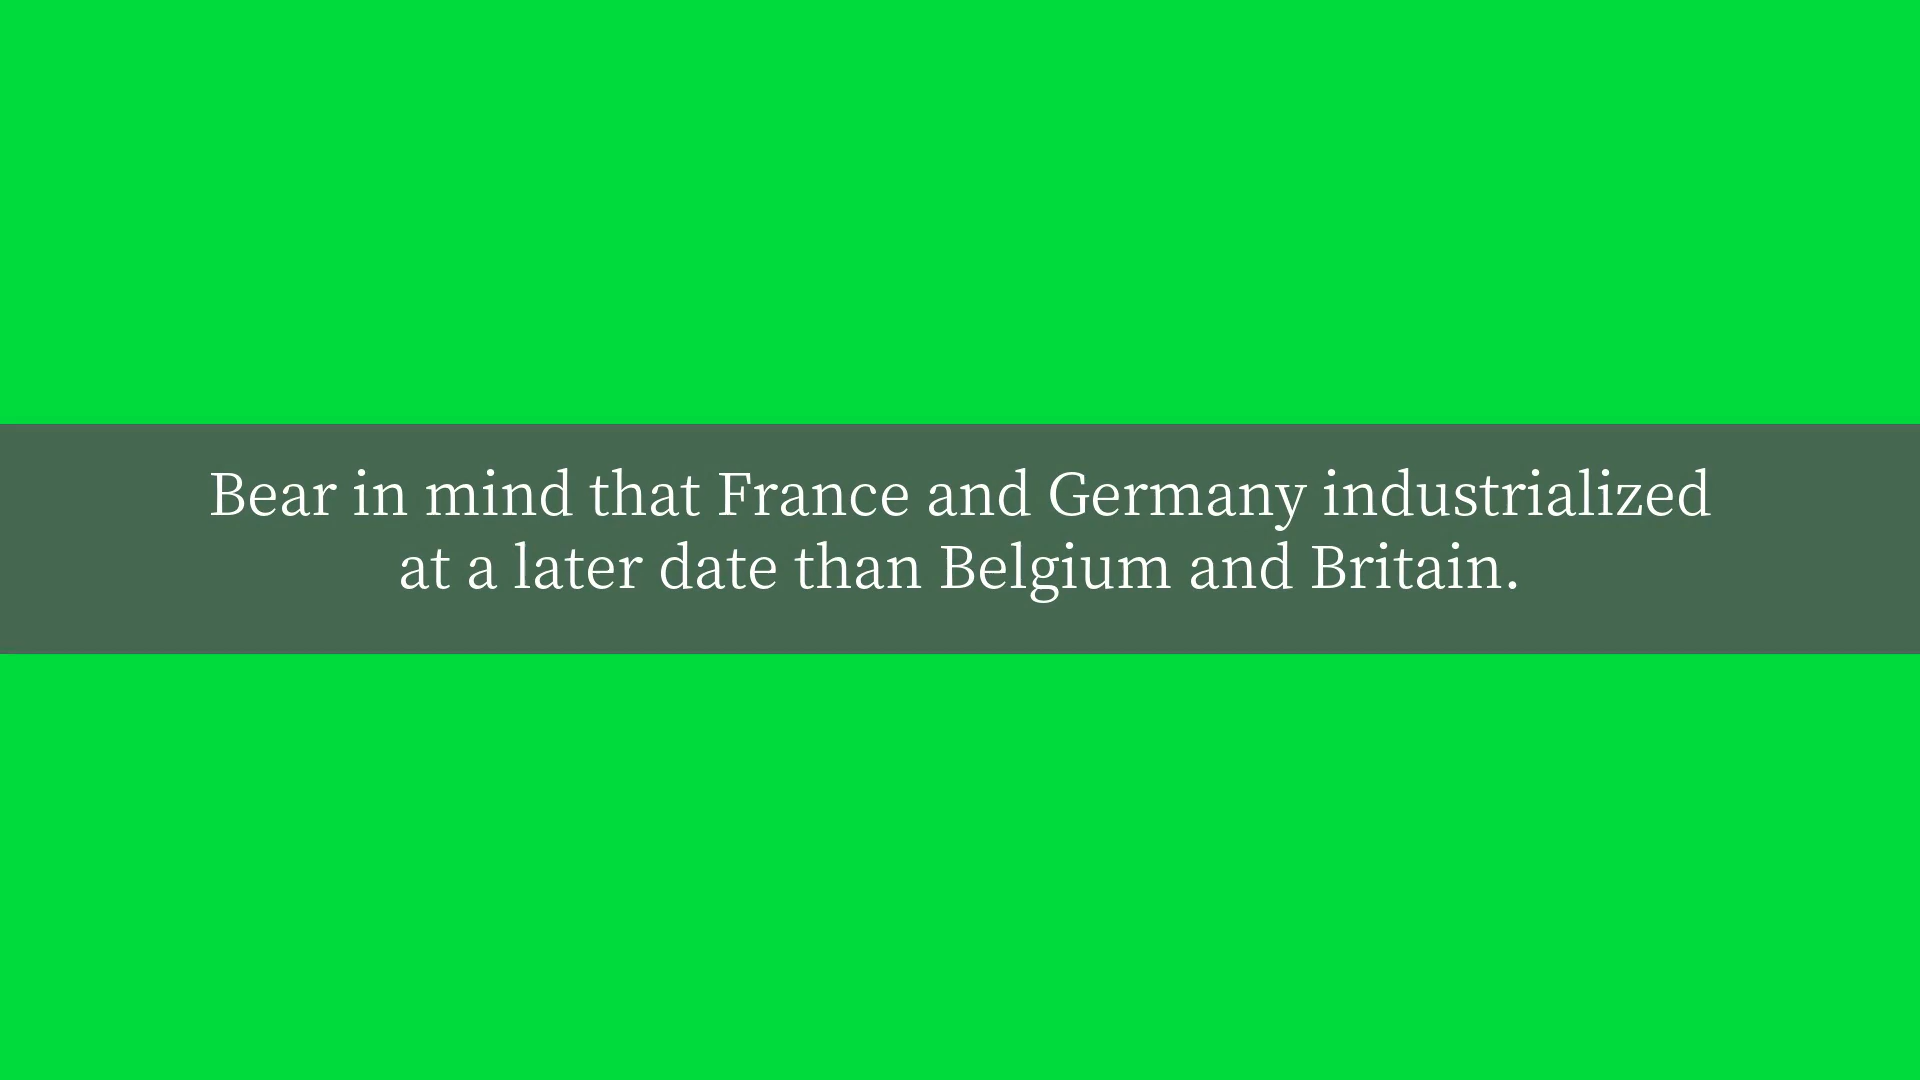 Bear in mind that France and Germany industrialized
at a later date than Belgium and Britain.